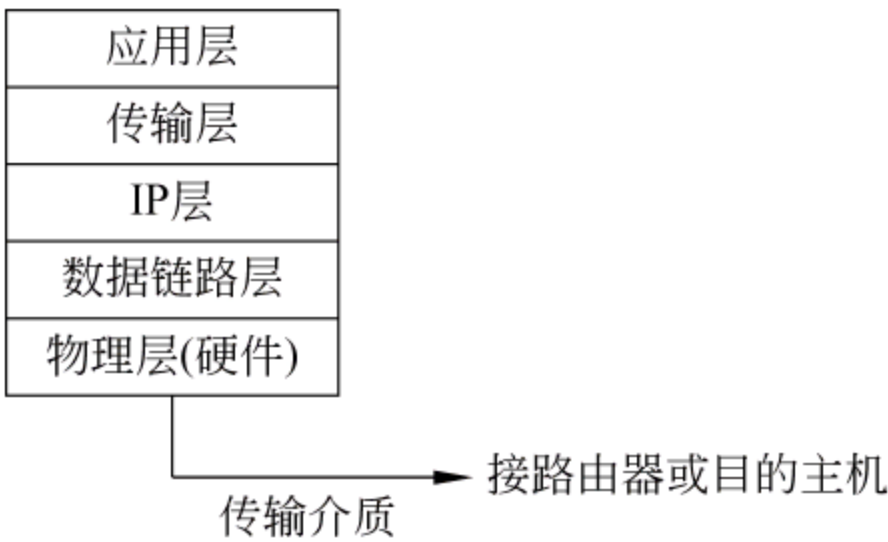 应用层
传输层
IP层
数据链路层
物理层(硬件)
接路由器或目的主机
传输介质